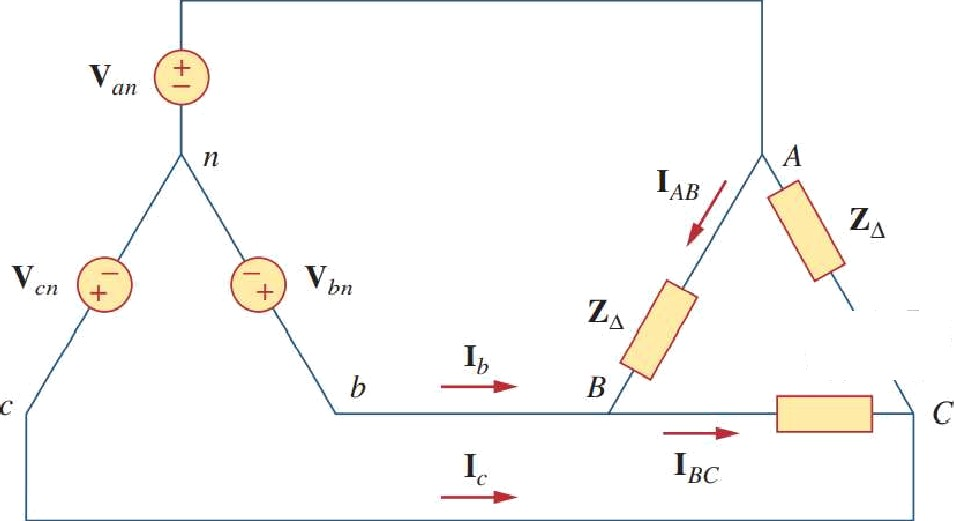 +
−
V_an
n
A
I_AB
Z_Δ
V_cn
−
+
−
+
V_bn
Z_Δ
I_b
b
B
c
C
I_c
I_BC